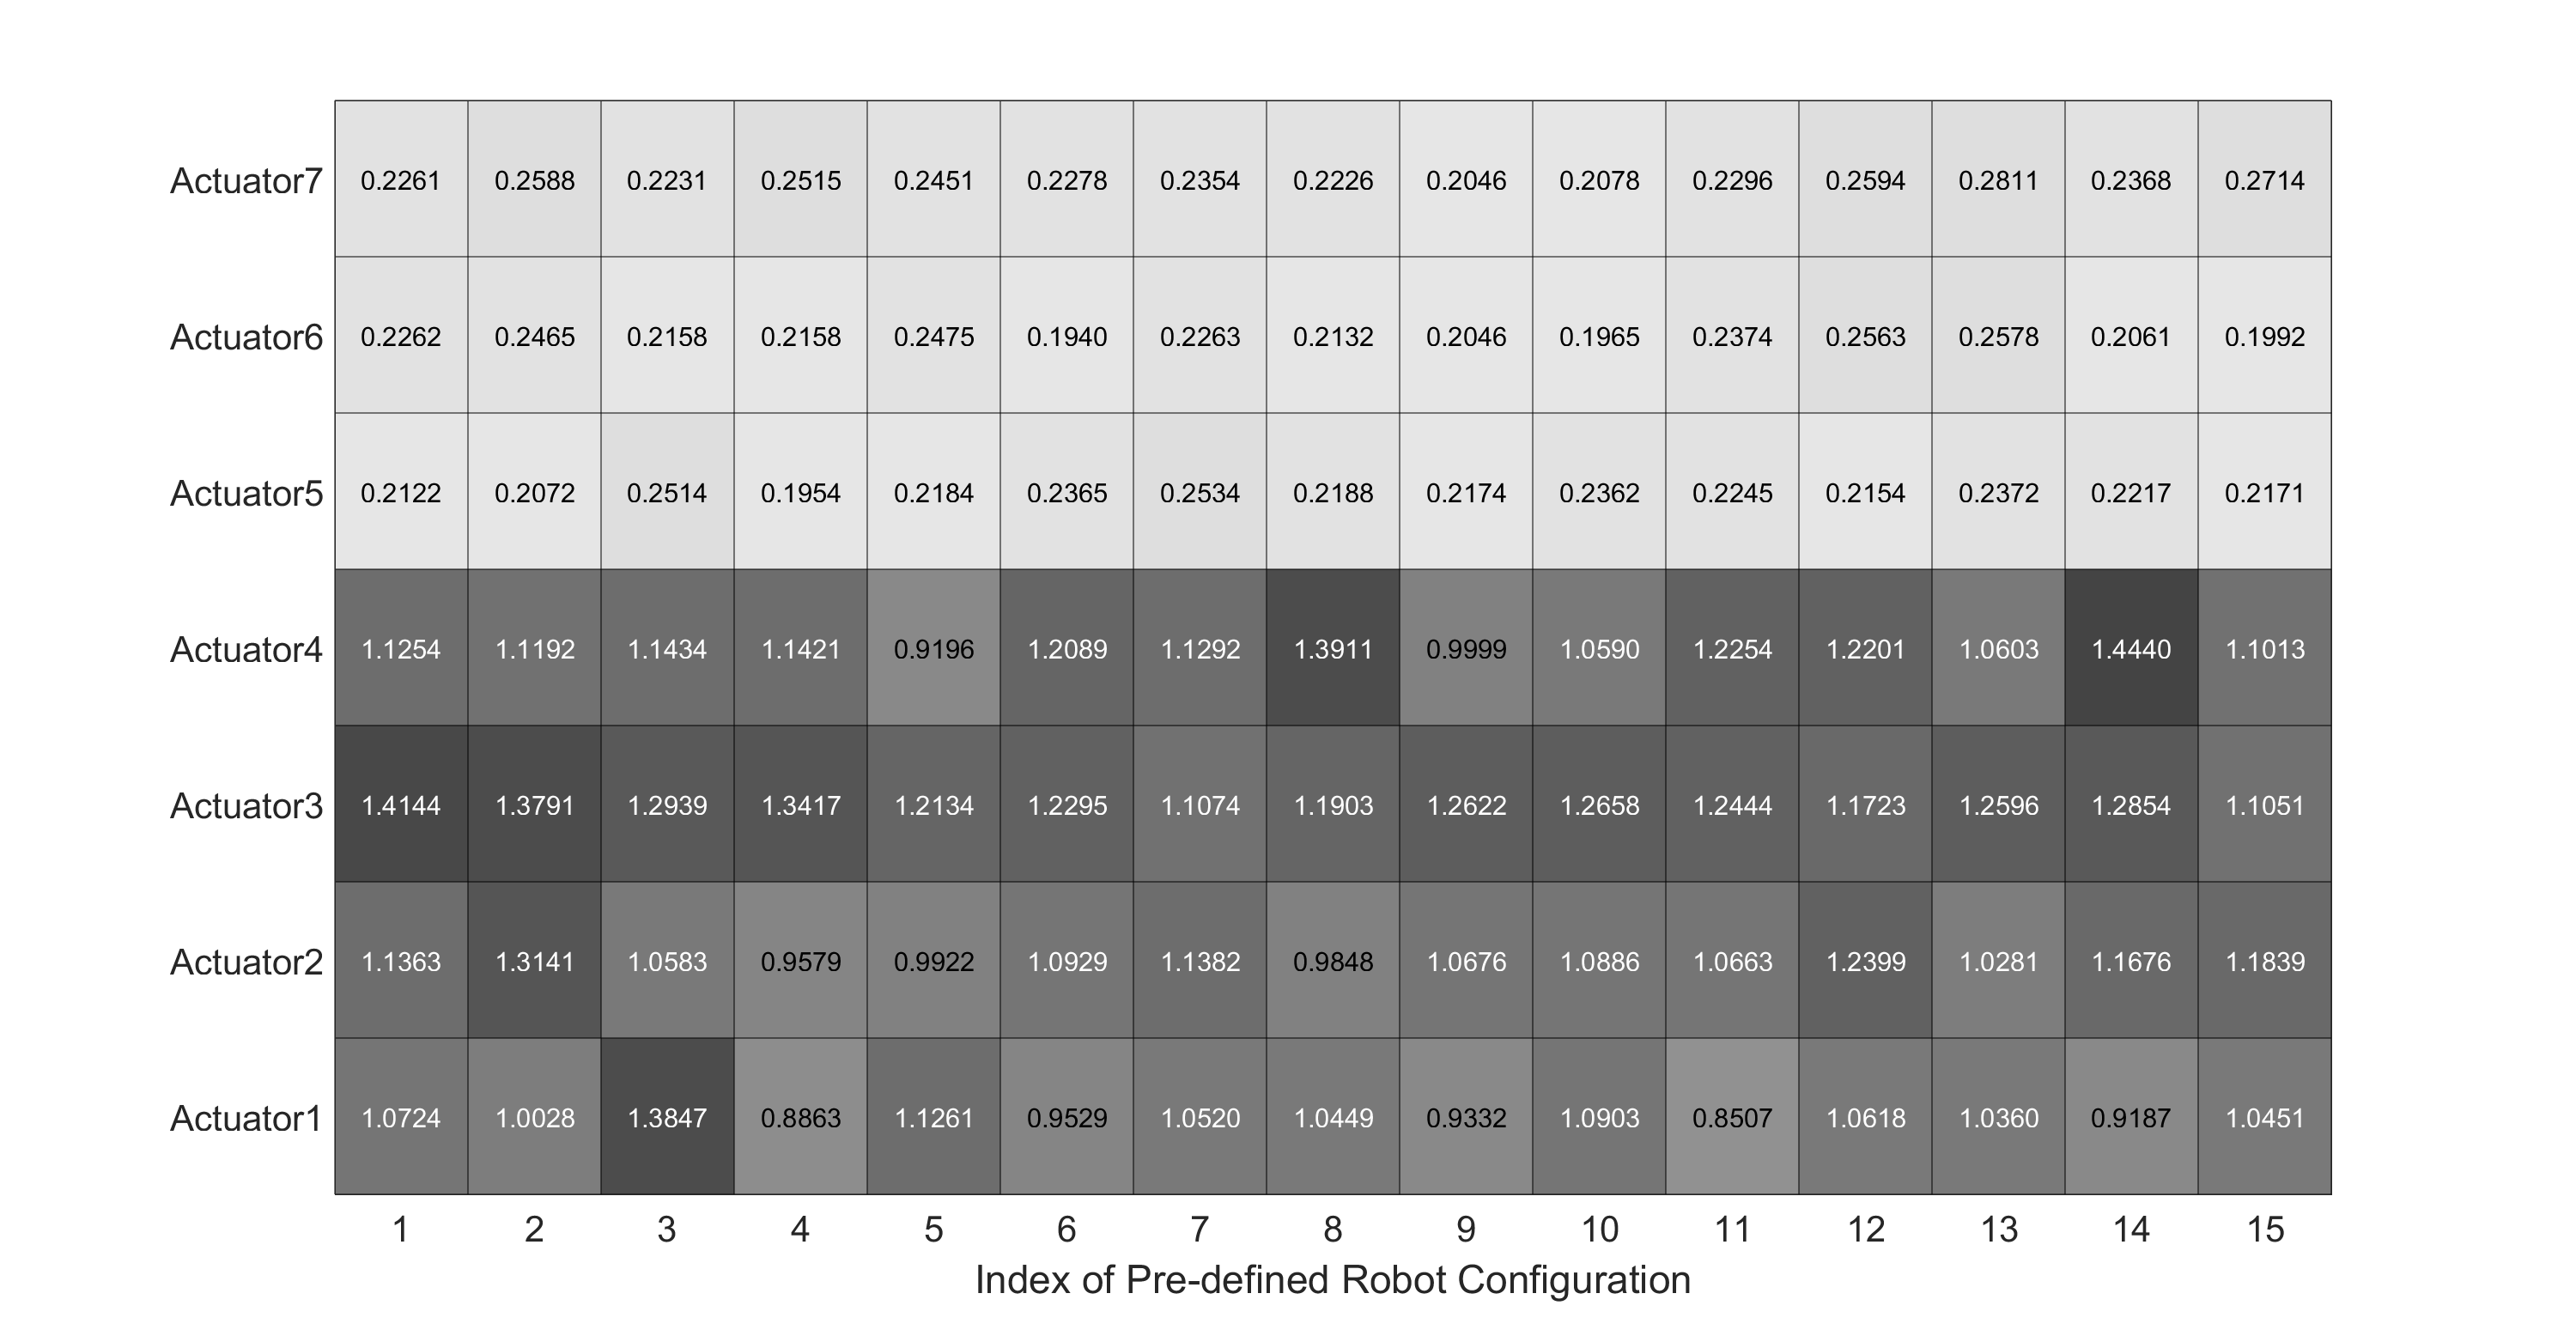 Actuator7 0.2261 0.2588 0.2231 0.2515 0.2451 0.2278 0.2354 0.2226 0.2046 0.2078 0.2296 0.2594 0.2811 0.2368 0.2714
Actuator6 0.2262 0.2465 0.2158 0.2158 0.2475 0.1940 0.2263 0.2132 0.2046 0.1965 0.2374 0.2563 0.2578 0.2061 0.1992
Actuator5 0.2122 0.2072 0.2514 0.1954 0.2184 0.2365 0.2534 0.2188 0.2174 0.2362 0.2245 0.2154 0.2372 0.2217 0.2171
Actuator4 1.1254 1.1192 1.1434 1.1421 0.9196 1.2089 1.1292 1.3911 0.9999 1.0590 1.2254 1.2201 1.0603 1.4440 1.1013
Actuator3 1.4144 1.3791 1.2939 1.3417 1.2134 1.2295 1.1074 1.1903 1.2622 1.2658 1.2444 1.1723 1.2596 1.2854 1.1051
Actuator2 1.1363 1.3141 1.0583 0.9579 0.9922 1.0929 1.1382 0.9848 1.0676 1.0886 1.0663 1.2399 1.0281 1.1676 1.1839
Actuator1 1.0724 1.0028 1.3847 0.8863 1.1261 0.9529 1.0520 1.0449 0.9332 1.0903 0.8507 1.0618 1.0360 0.9187 1.0451
1 2 3 4 5 6 7 8 9 10 11 12 13 14 15
Index of Pre-defined Robot Configuration